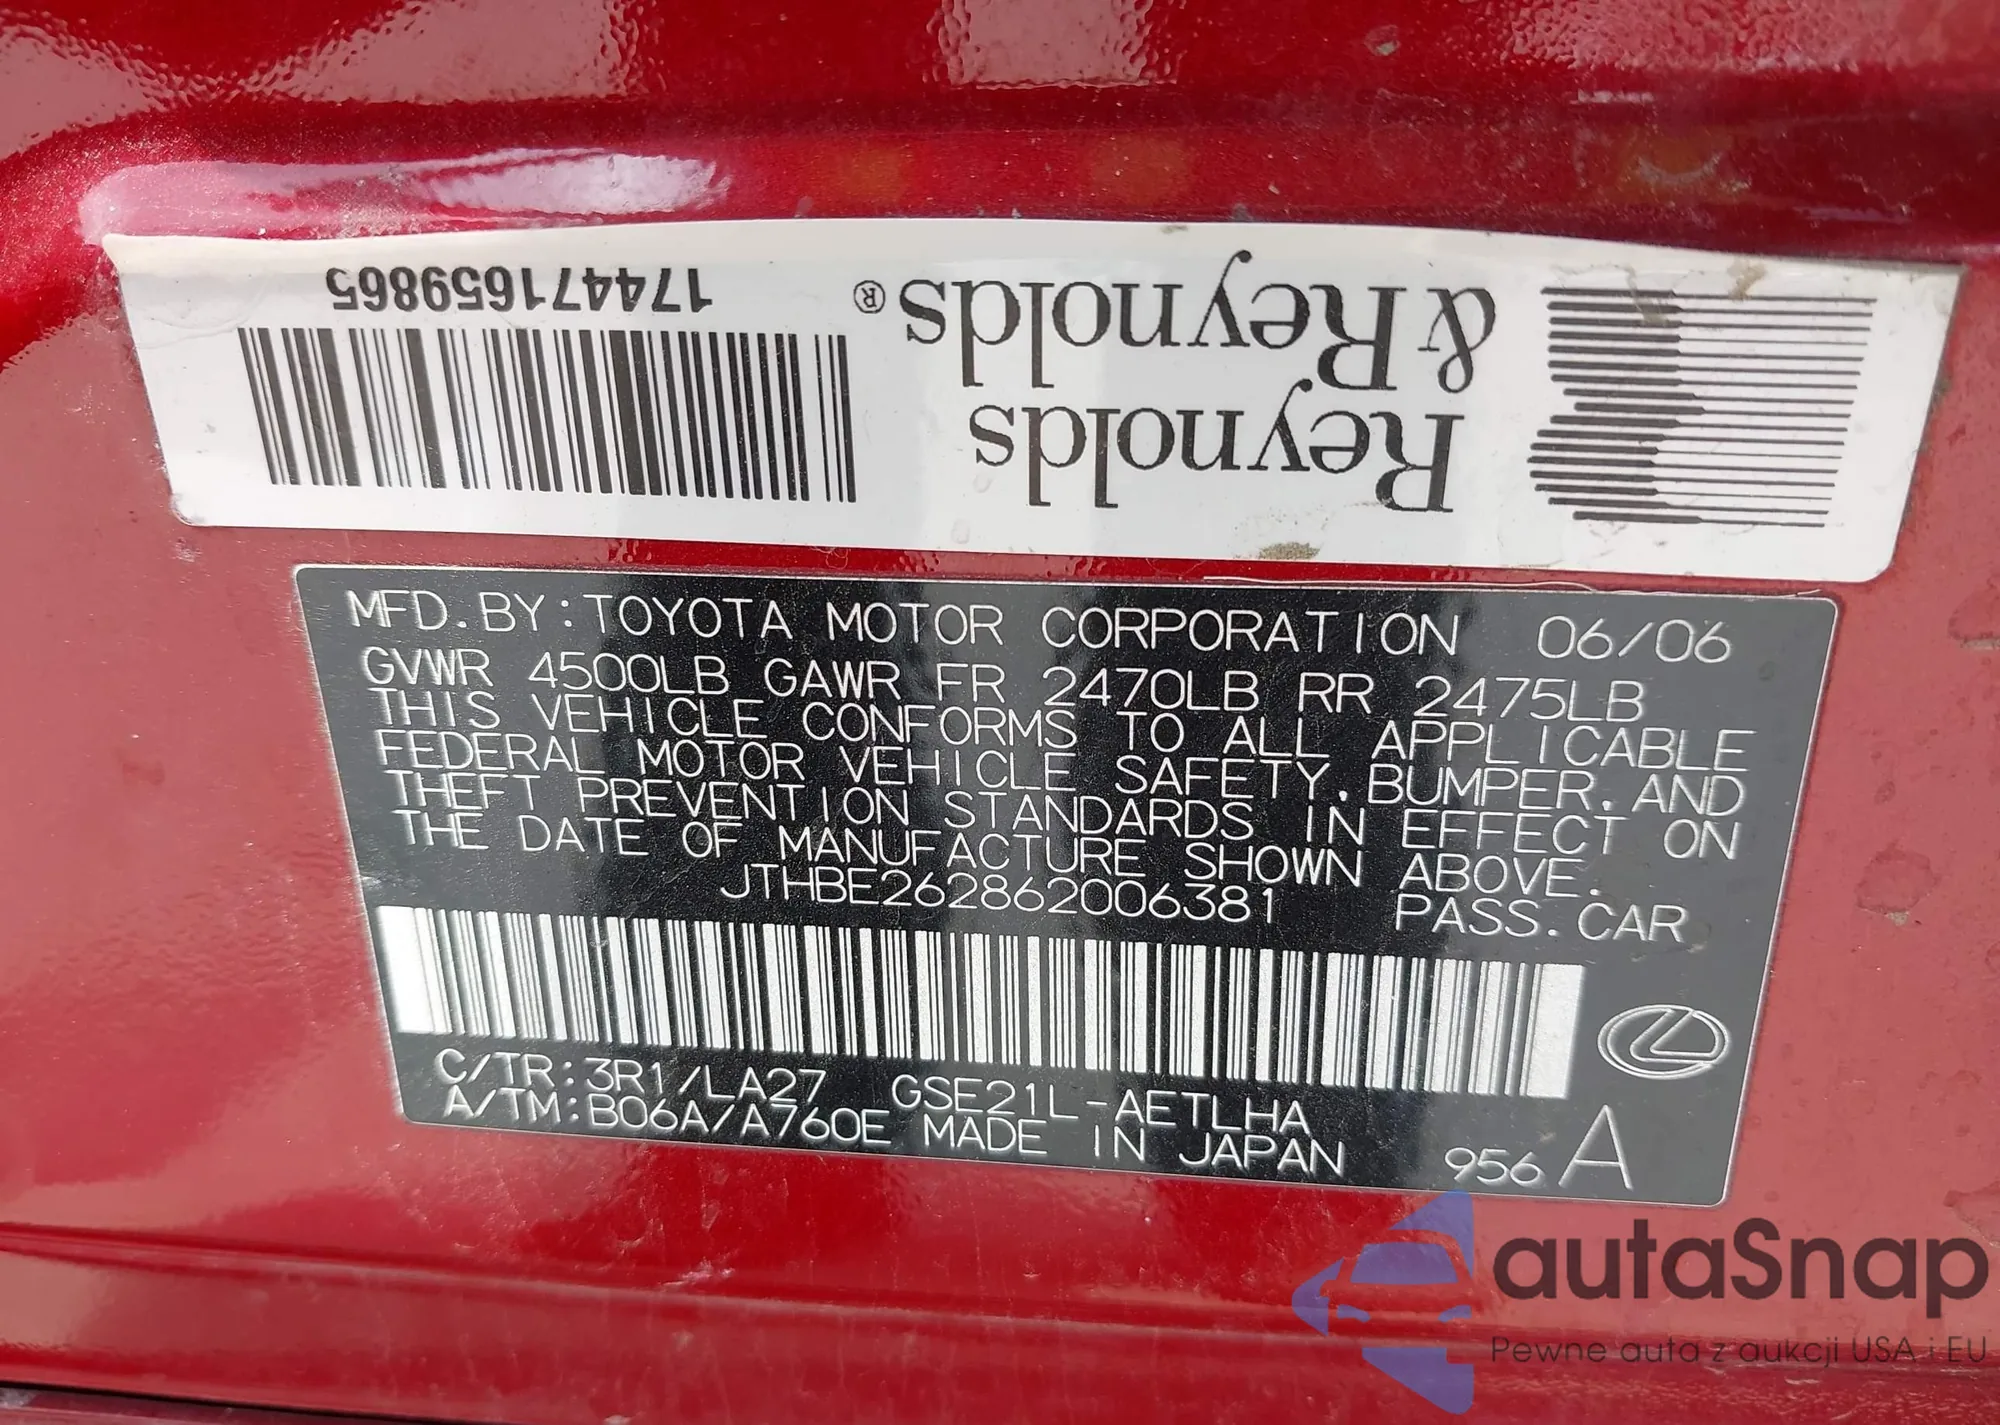 Reynolds
& Reynolds®
174471659865
MFD. BY: TOYOTA MOTOR CORPORATION 06/06
GVWR 4500LB GAWR FR 2470LB RR 2475LB
THIS VEHICLE CONFORMS TO ALL APPLICABLE
FEDERAL MOTOR VEHICLE SAFETY, BUMPER, AND
THEFT PREVENTION STANDARDS IN EFFECT ON
THE DATE OF MANUFACTURE SHOWN ABOVE.
JTHBE262862006381 PASS. CAR
C/TR: 3R1/LA27 GSE21L-AETLHA
A/TM: B06A/A760E MADE IN JAPAN 956 A
autaSnap
Pewne auta z aukcji USA i EU